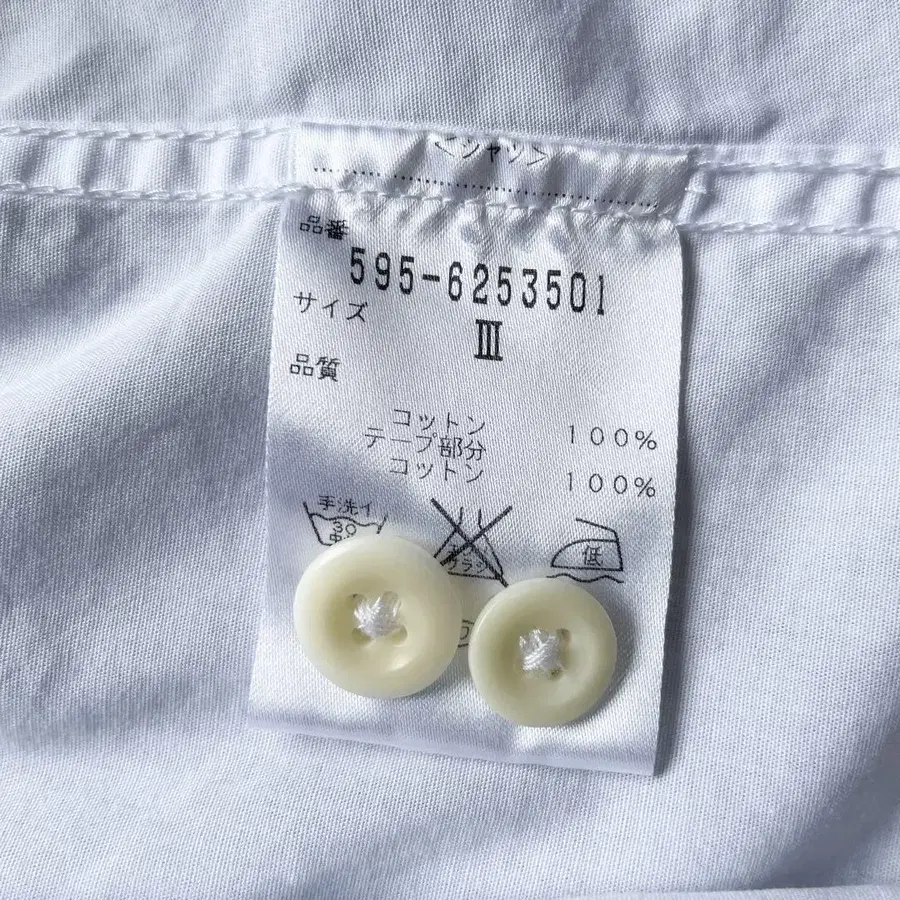 <シャツ>
品番
595-6253501
サイズ
III
品質
コットン 100%
テープ部分
コットン 100%
手洗イ
30
低